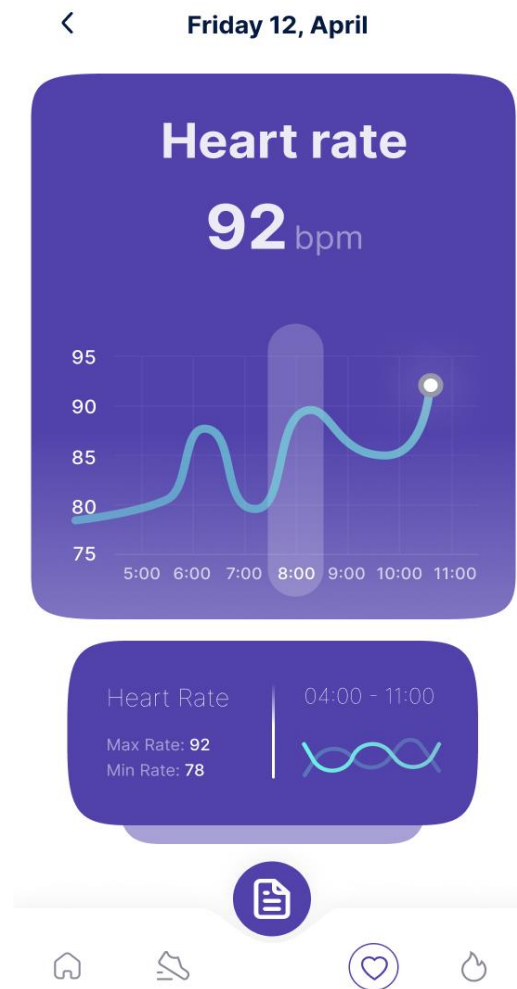 Friday 12, April
Heart rate
92 bpm
95
90
85
80
75
5:00 6:00 7:00 8:00 9:00 10:00 11:00
Heart Rate
04:00 - 11:00
Max Rate: 92
Min Rate: 78